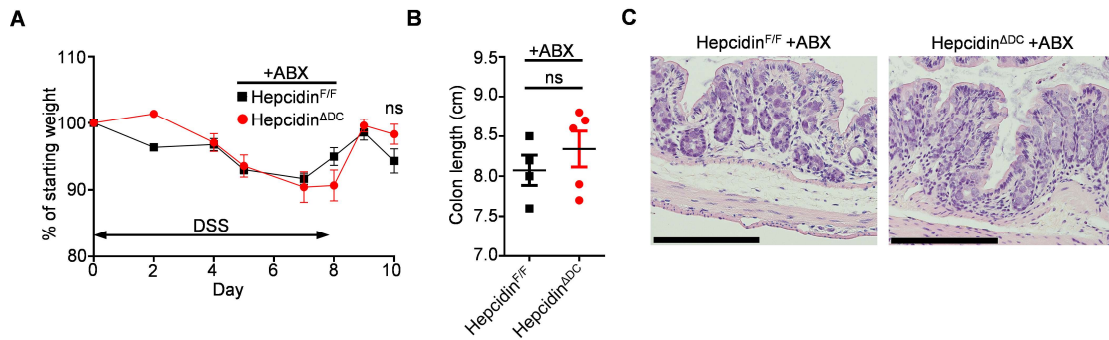 A
110
100
90
80
% of starting weight
+ABX
Hepcidin^F/F
Hepcidin^ΔDC
ns
DSS
0 2 4 6 8 10
Day
B
9.5
9.0
8.5
8.0
7.5
7.0
Colon length (cm)
+ABX
ns
Hepcidin^F/F
Hepcidin^ΔDC
C
Hepcidin^F/F +ABX
Hepcidin^ΔDC +ABX